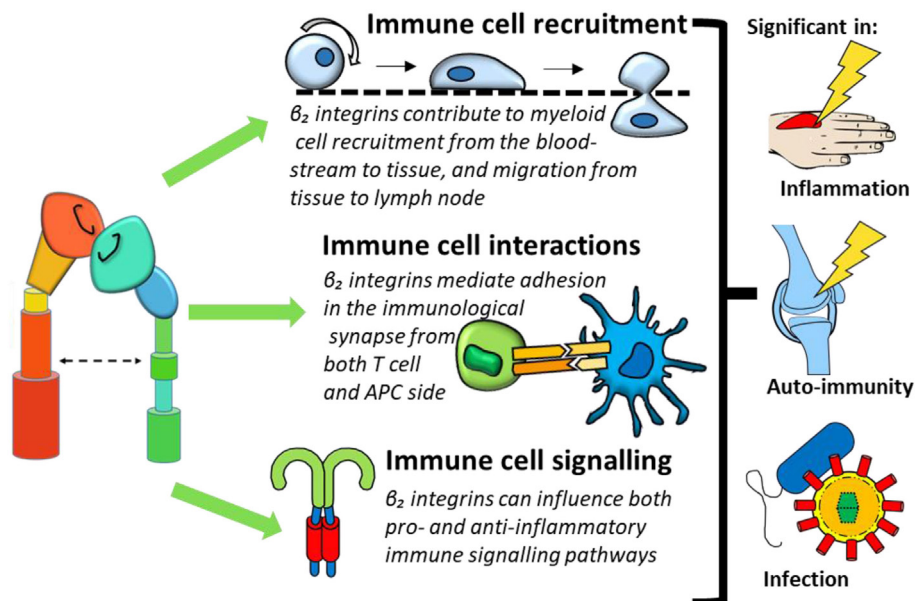 Immune cell recruitment
β₂ integrins contribute to myeloid
cell recruitment from the blood-
stream to tissue, and migration from
tissue to lymph node
Immune cell interactions
β₂ integrins mediate adhesion
in the immunological
synapse from
both T cell
and APC side
Immune cell signalling
β₂ integrins can influence both
pro- and anti-inflammatory
immune signalling pathways
Significant in:
Inflammation
Auto-immunity
Infection